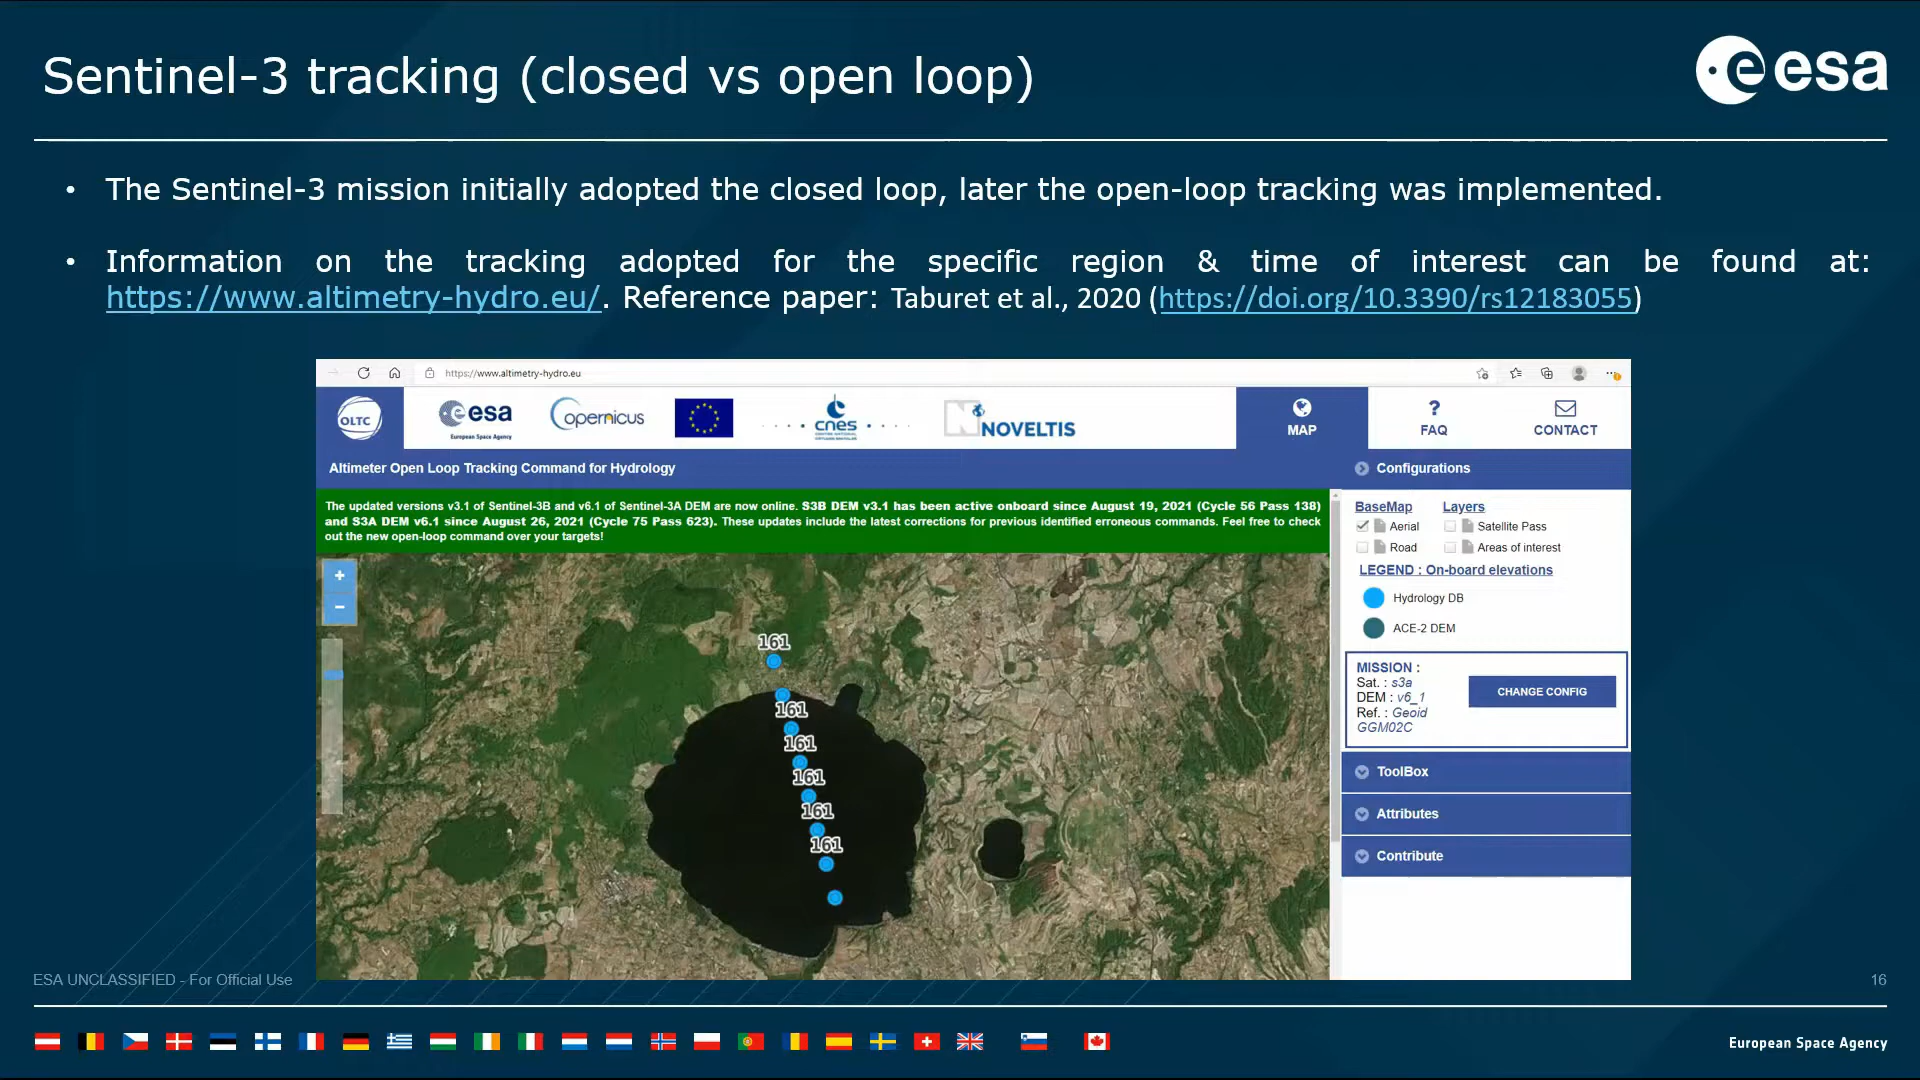 Sentinel-3 tracking (closed vs open loop)
esa
• The Sentinel-3 mission initially adopted the closed loop, later the open-loop tracking was implemented.
• Information on the tracking adopted for the specific region & time of interest can be found at:
https://www.altimetry-hydro.eu/. Reference paper: Taburet et al., 2020 (https://doi.org/10.3390/rs12183055)
https://www.altimetry-hydro.eu
OLTC
esa
European Space Agency
opernicus
cnes
NOVELTIS
MAP
?
FAQ
CONTACT
Altimeter Open Loop Tracking Command for Hydrology
Configurations
The updated versions v3.1 of Sentinel-3B and v6.1 of Sentinel-3A DEM are now online. S3B DEM v3.1 has been active onboard since August 19, 2021 (Cycle 56 Pass 138)
and S3A DEM v6.1 since August 26, 2021 (Cycle 75 Pass 623). These updates include the latest corrections for previous identified erroneous commands. Feel free to check
out the new open-loop command over your targets!
BaseMap Layers
Aerial Satellite Pass
Road Areas of interest
LEGEND : On-board elevations
Hydrology DB
ACE-2 DEM
+
−
161
161
161
161
161
161
MISSION :
Sat. : s3a
DEM : v6_1
Ref. : Geoid
GGM02C
CHANGE CONFIG
ToolBox
Attributes
Contribute
ESA UNCLASSIFIED - For Official Use
16
European Space Agency